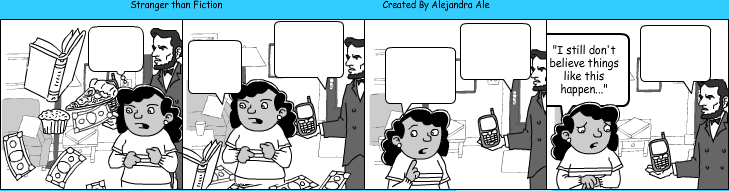 Stranger than Fiction
Created By Alejandra Ale
"I still don't
believe things
like this
happen..."